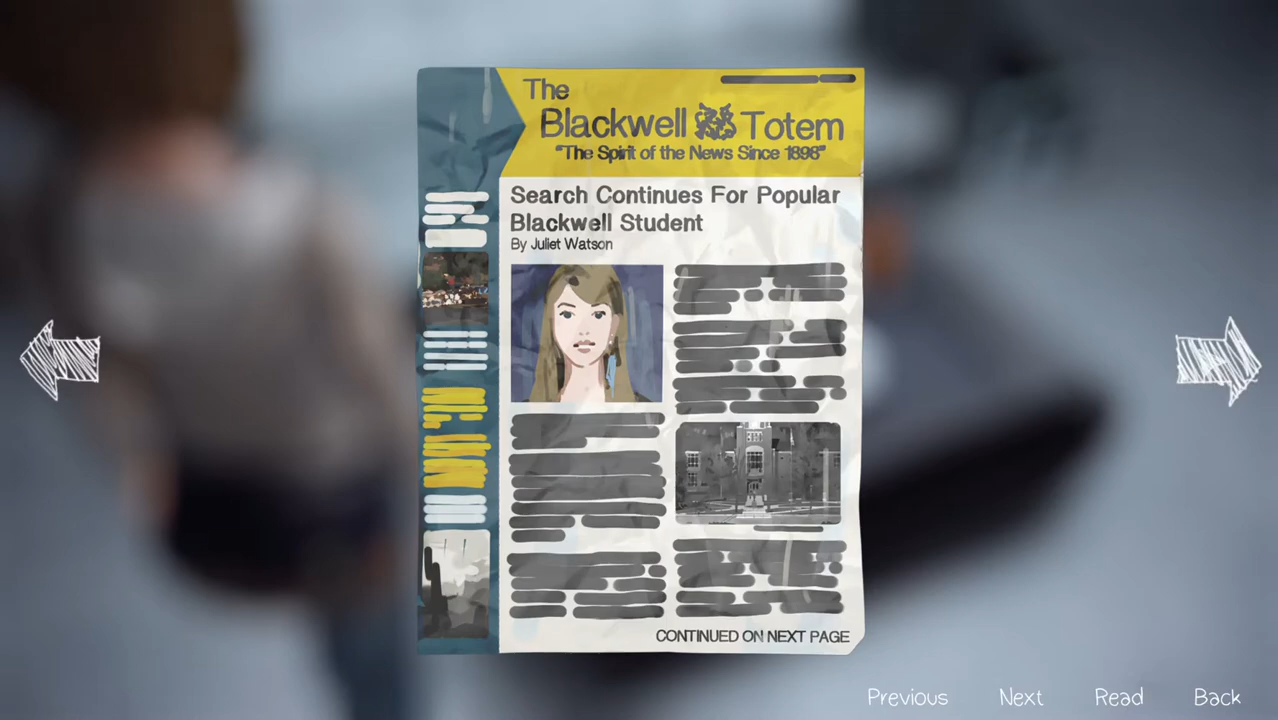 The
Blackwell Totem
"The Spirit of the News Since 1898"
Search Continues For Popular
Blackwell Student
By Juliet Watson
CONTINUED ON NEXT PAGE
Previous Next Read Back